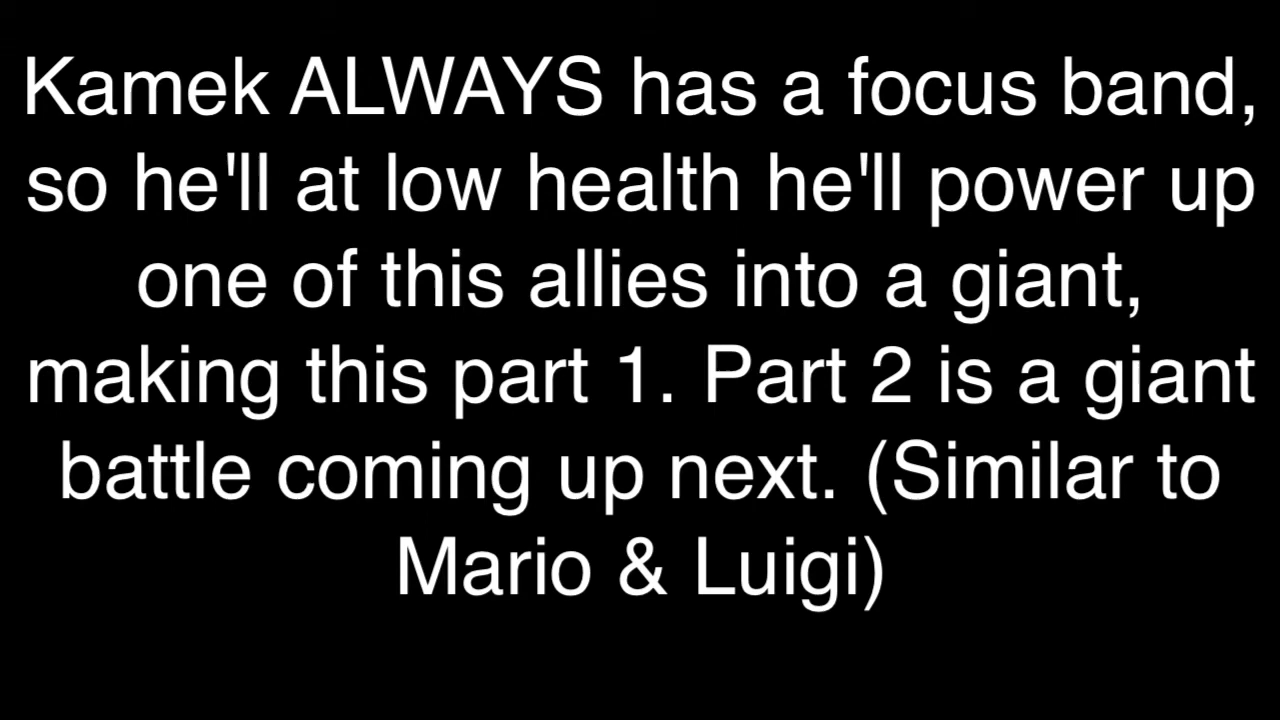 Kamek ALWAYS has a focus band,
so he'll at low health he'll power up
one of this allies into a giant,
making this part 1. Part 2 is a giant
battle coming up next. (Similar to
Mario & Luigi)